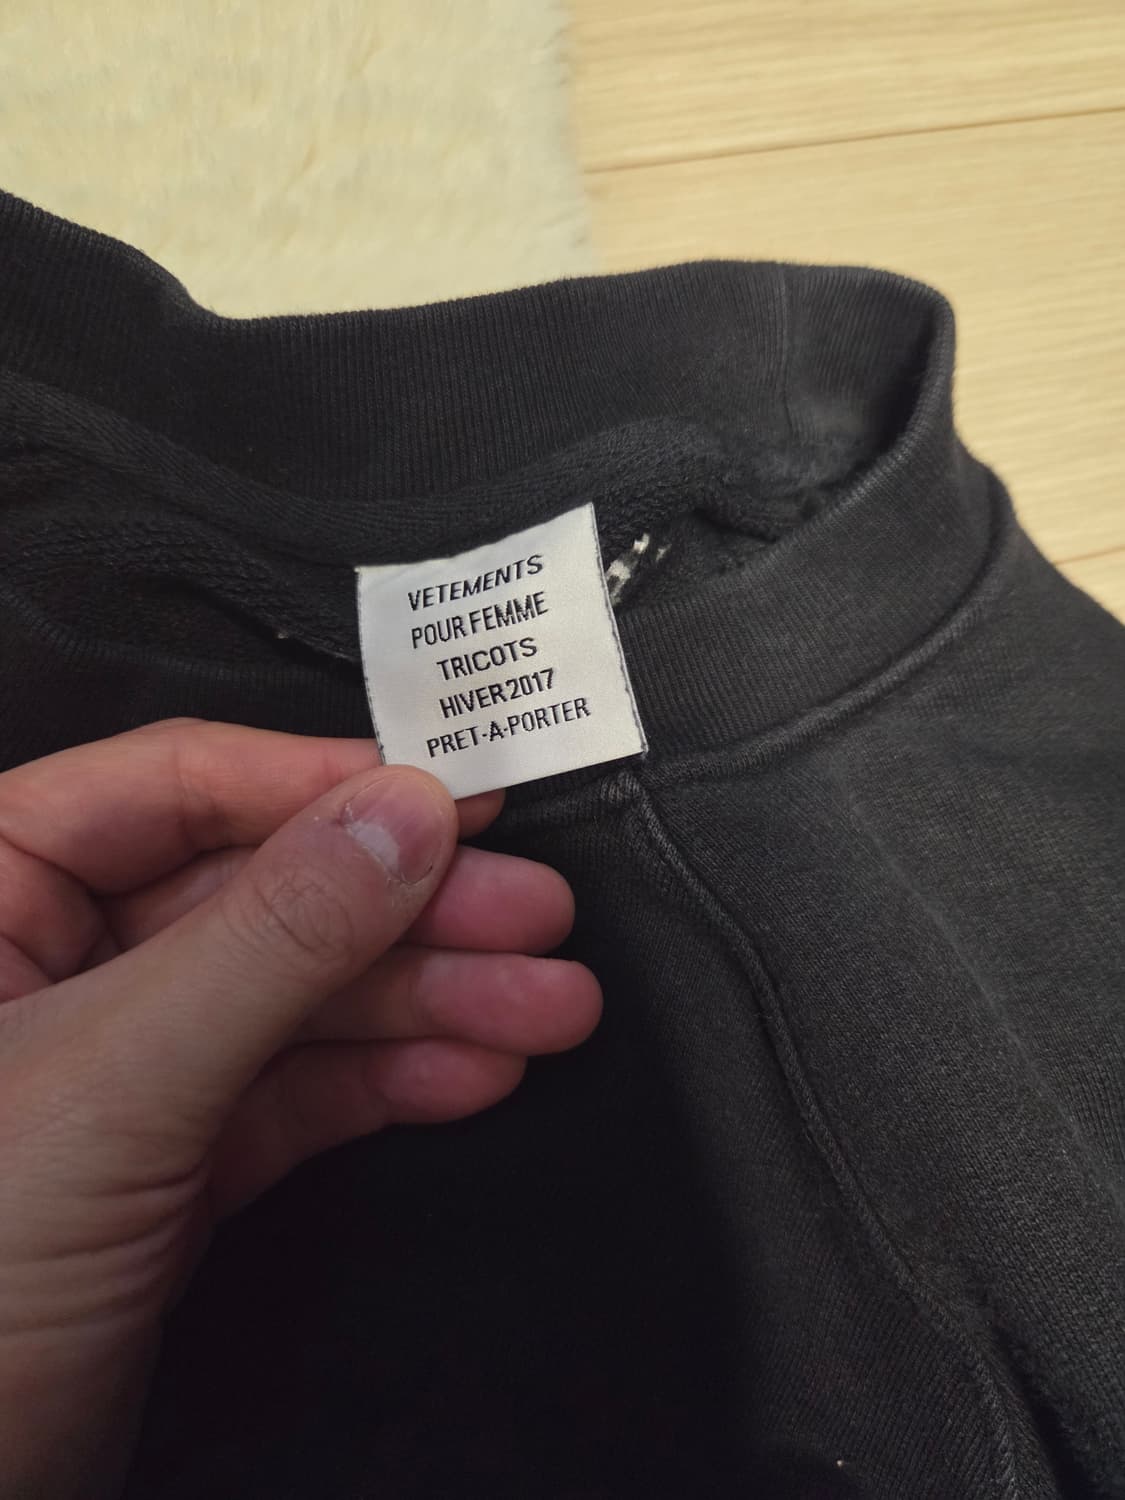 VETEMENTS
POUR FEMME
TRICOTS
HIVER 2017
PRET-A-PORTER